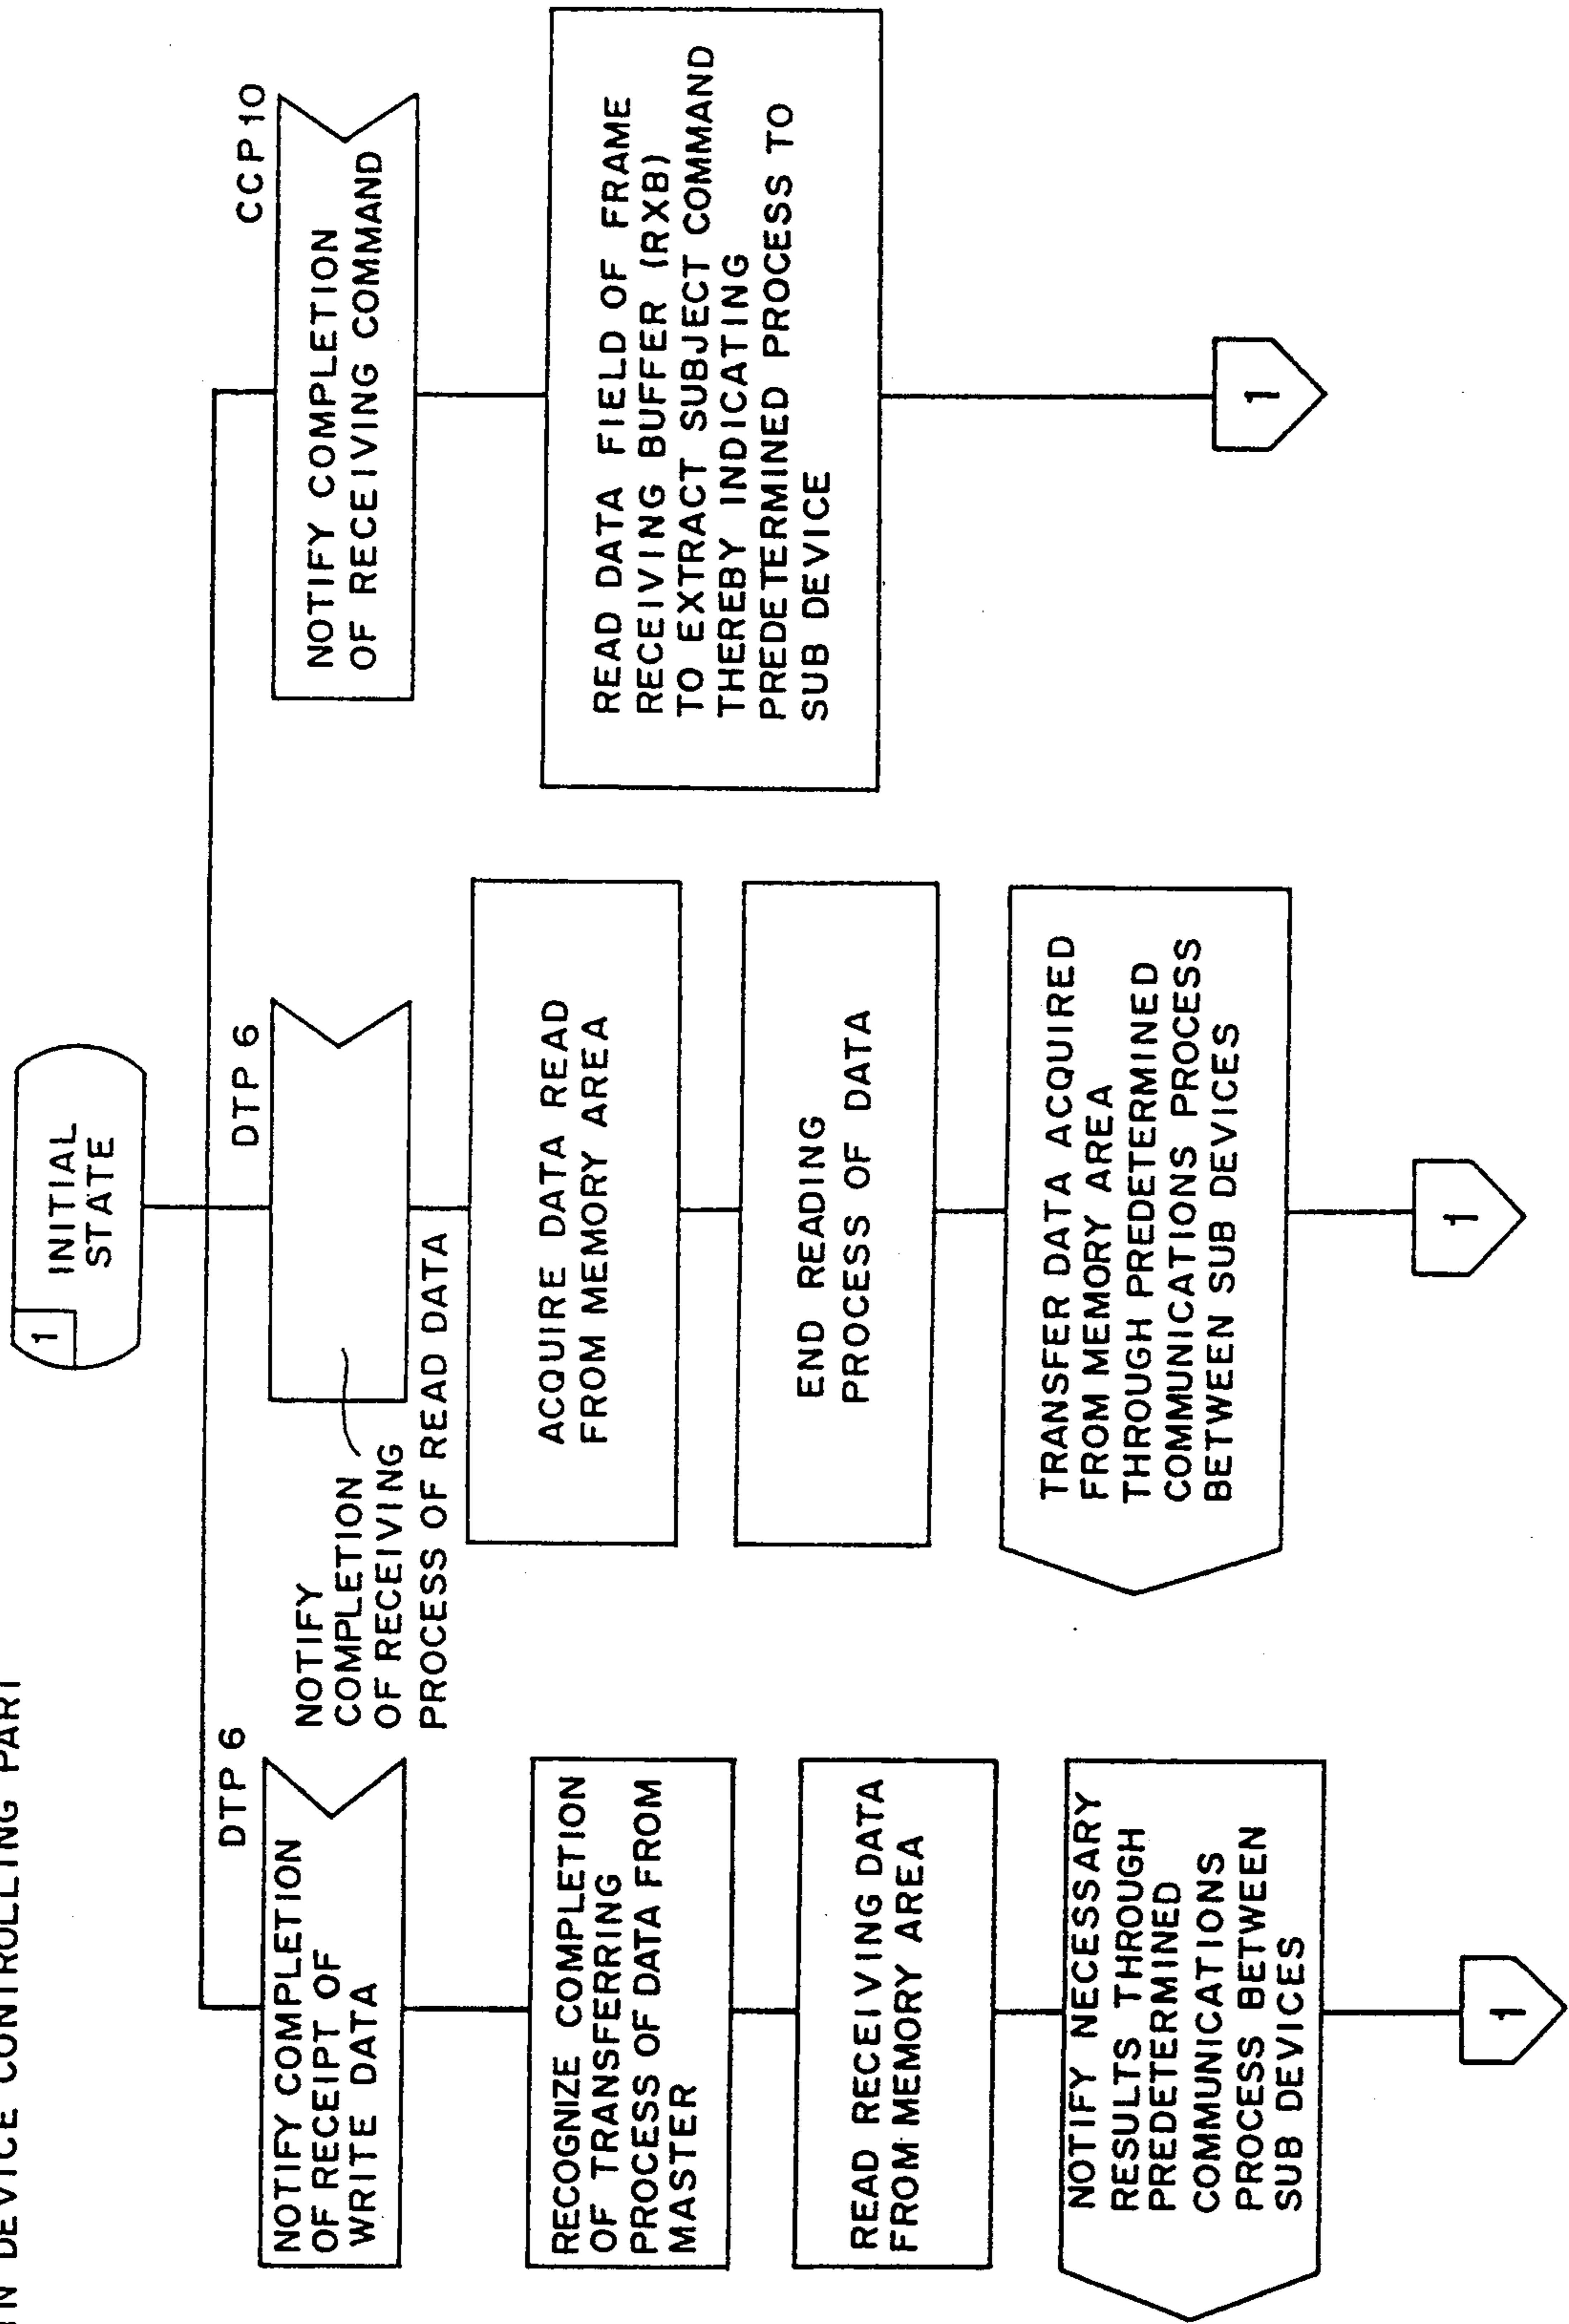 IN DEVICE CONTROLLING PART
1
INITIAL
STATE
DTP 6
NOTIFY COMPLETION
OF RECEIPT OF
WRITE DATA
RECOGNIZE COMPLETION
OF TRANSFERRING
PROCESS OF DATA FROM
MASTER
READ RECEIVING DATA
FROM MEMORY AREA
NOTIFY NECESSARY
RESULTS THROUGH
PREDETERMINED
COMMUNICATIONS
PROCESS BETWEEN
SUB DEVICES
1
DTP 6
NOTIFY
COMPLETION
OF RECEIVING
PROCESS OF READ DATA
ACQUIRE DATA READ
FROM MEMORY AREA
END READING
PROCESS OF DATA
TRANSFER DATA ACQUIRED
FROM MEMORY AREA
THROUGH PREDETERMINED
COMMUNICATIONS PROCESS
BETWEEN SUB DEVICES
1
CCP10
NOTIFY COMPLETION
OF RECEIVING COMMAND
READ DATA FIELD OF FRAME
RECEIVING BUFFER (RXB)
TO EXTRACT SUBJECT COMMAND
THEREBY INDICATING
PREDETERMINED PROCESS TO
SUB DEVICE
1